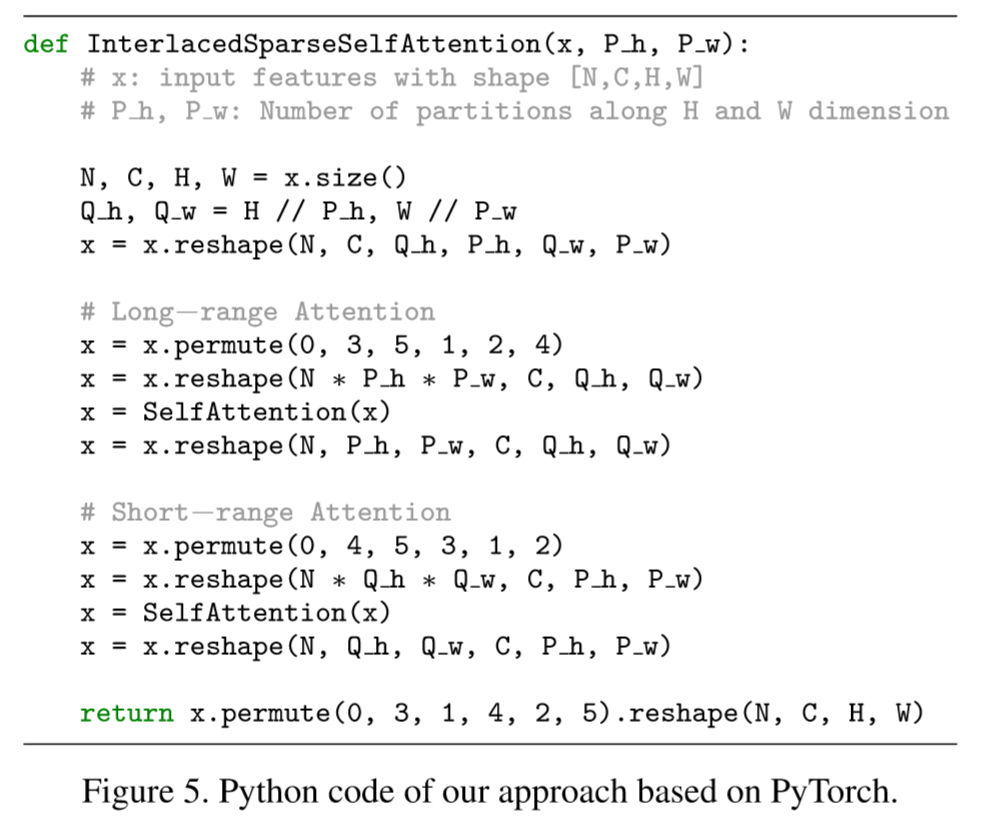 def InterlacedSparseSelfAttention(x, P_h, P_w):
    # x: input features with shape [N,C,H,W]
    # P_h, P_w: Number of partitions along H and W dimension

    N, C, H, W = x.size()
    Q_h, Q_w = H // P_h, W // P_w
    x = x.reshape(N, C, Q_h, P_h, Q_w, P_w)

    # Long−range Attention
    x = x.permute(0, 3, 5, 1, 2, 4)
    x = x.reshape(N * P_h * P_w, C, Q_h, Q_w)
    x = SelfAttention(x)
    x = x.reshape(N, P_h, P_w, C, Q_h, Q_w)

    # Short−range Attention
    x = x.permute(0, 4, 5, 3, 1, 2)
    x = x.reshape(N * Q_h * Q_w, C, P_h, P_w)
    x = SelfAttention(x)
    x = x.reshape(N, Q_h, Q_w, C, P_h, P_w)

    return x.permute(0, 3, 1, 4, 2, 5).reshape(N, C, H, W)

Figure 5. Python code of our approach based on PyTorch.